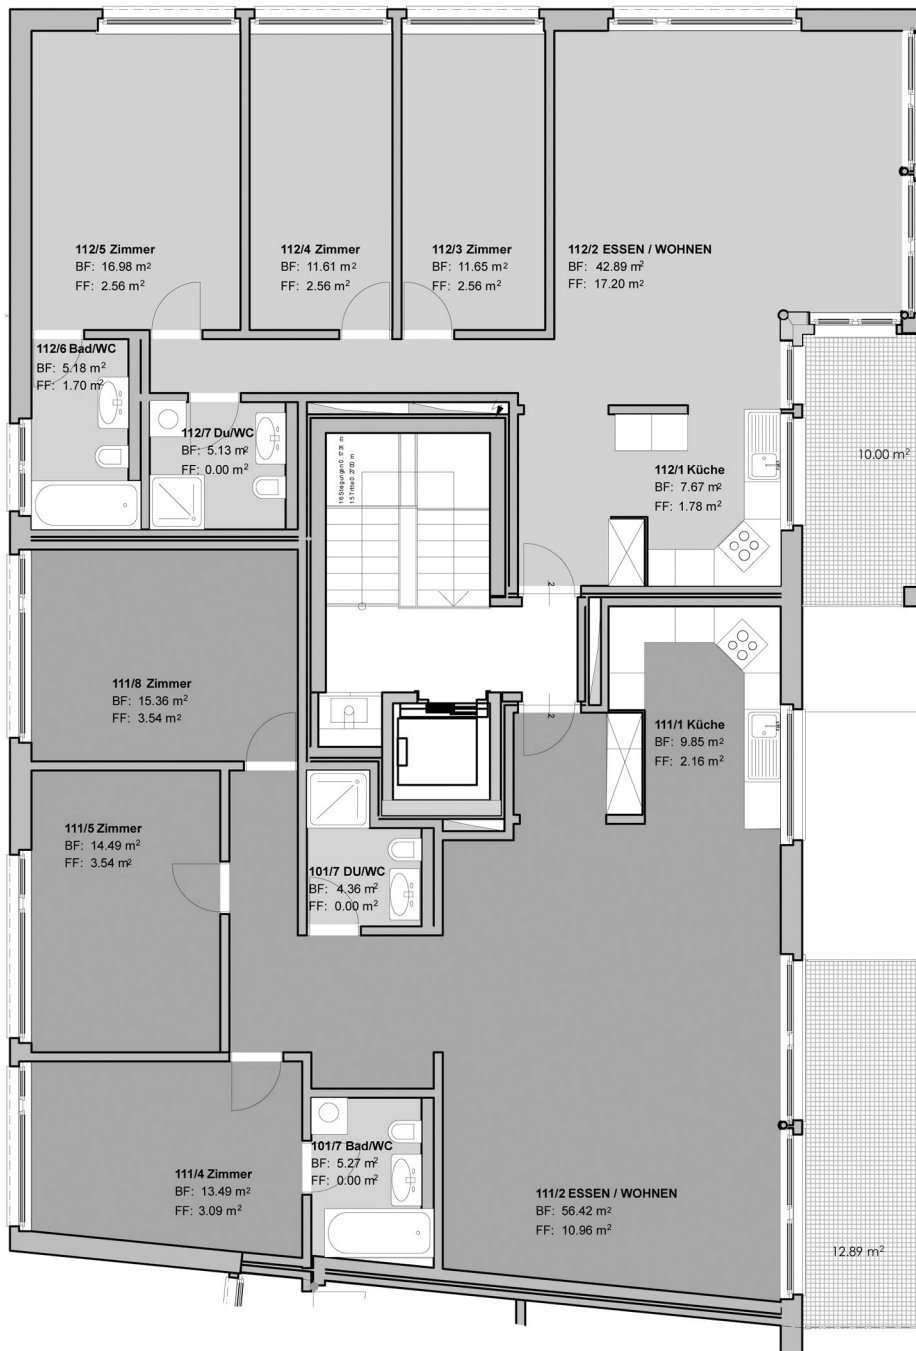 112/5 Zimmer
BF: 16.98 m²
FF: 2.56 m²
112/4 Zimmer
BF: 11.61 m²
FF: 2.56 m²
112/3 Zimmer
BF: 11.65 m²
FF: 2.56 m²
112/2 ESSEN / WOHNEN
BF: 42.89 m²
FF: 17.20 m²
112/6 Bad/WC
BF: 5.18 m²
FF: 1.70 m²
112/7 Du/WC
BF: 5.13 m²
FF: 0.00 m²
112/1 Küche
BF: 7.67 m²
FF: 1.78 m²
10.00 m²
2
2
111/8 Zimmer
BF: 15.36 m²
FF: 3.54 m²
111/1 Küche
BF: 9.85 m²
FF: 2.16 m²
111/5 Zimmer
BF: 14.49 m²
FF: 3.54 m²
101/7 DU/WC
BF: 4.36 m²
FF: 0.00 m²
111/4 Zimmer
BF: 13.49 m²
FF: 3.09 m²
101/7 Bad/WC
BF: 5.27 m²
FF: 0.00 m²
111/2 ESSEN / WOHNEN
BF: 56.42 m²
FF: 10.96 m²
12.89 m²